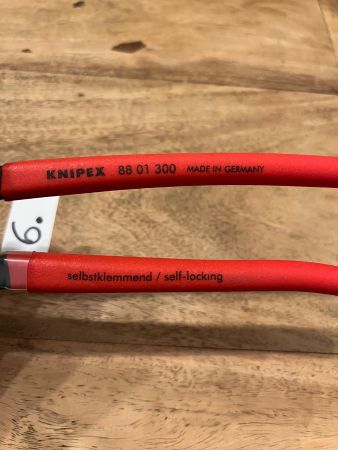 KNIPEX 88 01 300 MADE IN GERMANY
6.
selbstklemmend / self-locking